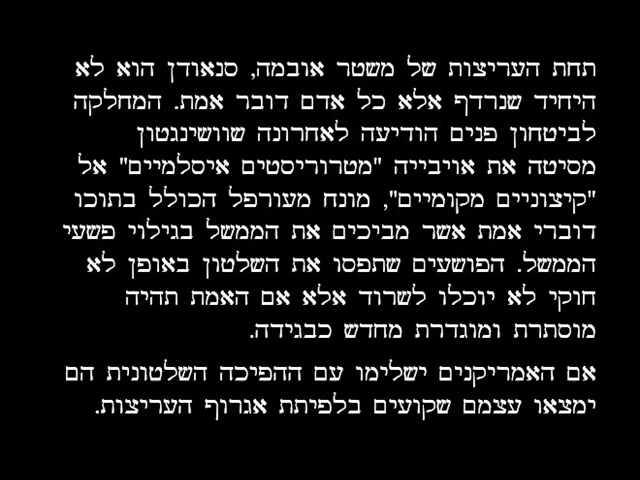 תחת העריצות של משטר אובמה, סנאודן הוא לא
היחיד שנרדף אלא כל אדם דובר אמת. המחלקה
לביטחון פנים הודיעה לאחרונה שוושינגטון
מסיטה את אויבייה "מטרוריסטים איסלמיים" אל
"קיצוניים מקומיים", מונח מעורפל הכולל בתוכו
דוברי אמת אשר מביכים את הממשל בגילוי פשעי
הממשל. הפושעים שתפסו את השלטון באופן לא
חוקי לא יוכלו לשרוד אלא אם האמת תהיה
מוסתרת ומוגדרת מחדש כבגידה.
אם האמריקנים ישלימו עם ההפיכה השלטונית הם
ימצאו עצמם שקועים בלפיתת אגרוף העריצות.